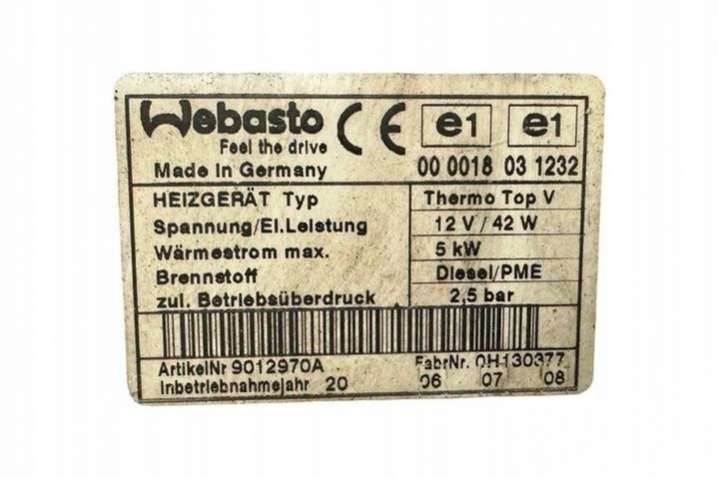 Webasto CE e1 e1
Feel the drive
Made in Germany 00 0018 03 1232
HEIZGERÄT Typ Thermo Top V
Spannung/El.Leistung 12 V / 42 W
Wärmestrom max. 5 kW
Brennstoff Diesel/PME
zul. Betriebsüberdruck 2,5 bar
ArtikelNr 9012970A FabrNr. 0H130377
Inbetriebnahmejahr 20 06 07 08